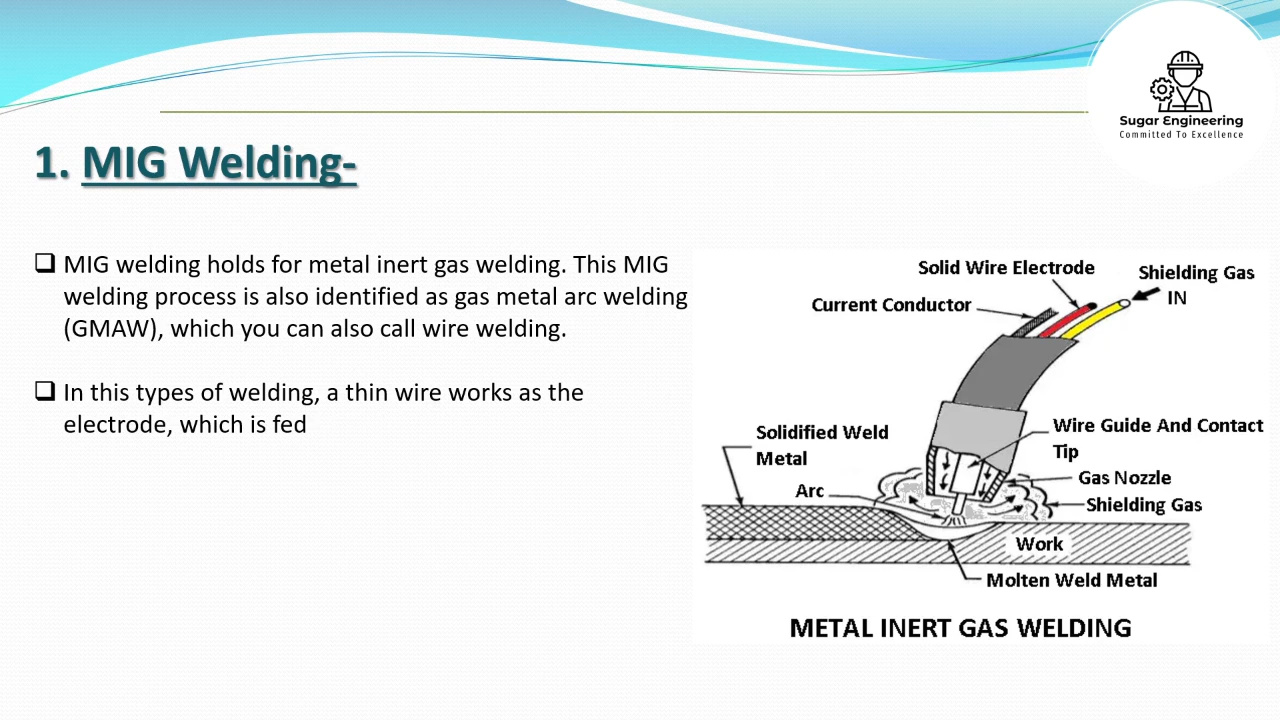 Sugar Engineering
Committed To Excellence
1. MIG Welding-
MIG welding holds for metal inert gas welding. This MIG
welding process is also identified as gas metal arc welding
(GMAW), which you can also call wire welding.
In this types of welding, a thin wire works as the
electrode, which is fed
Solid Wire Electrode
Shielding Gas
IN
Current Conductor
Solidified Weld
Metal
Wire Guide And Contact
Tip
Gas Nozzle
Arc
Shielding Gas
Work
Molten Weld Metal
METAL INERT GAS WELDING